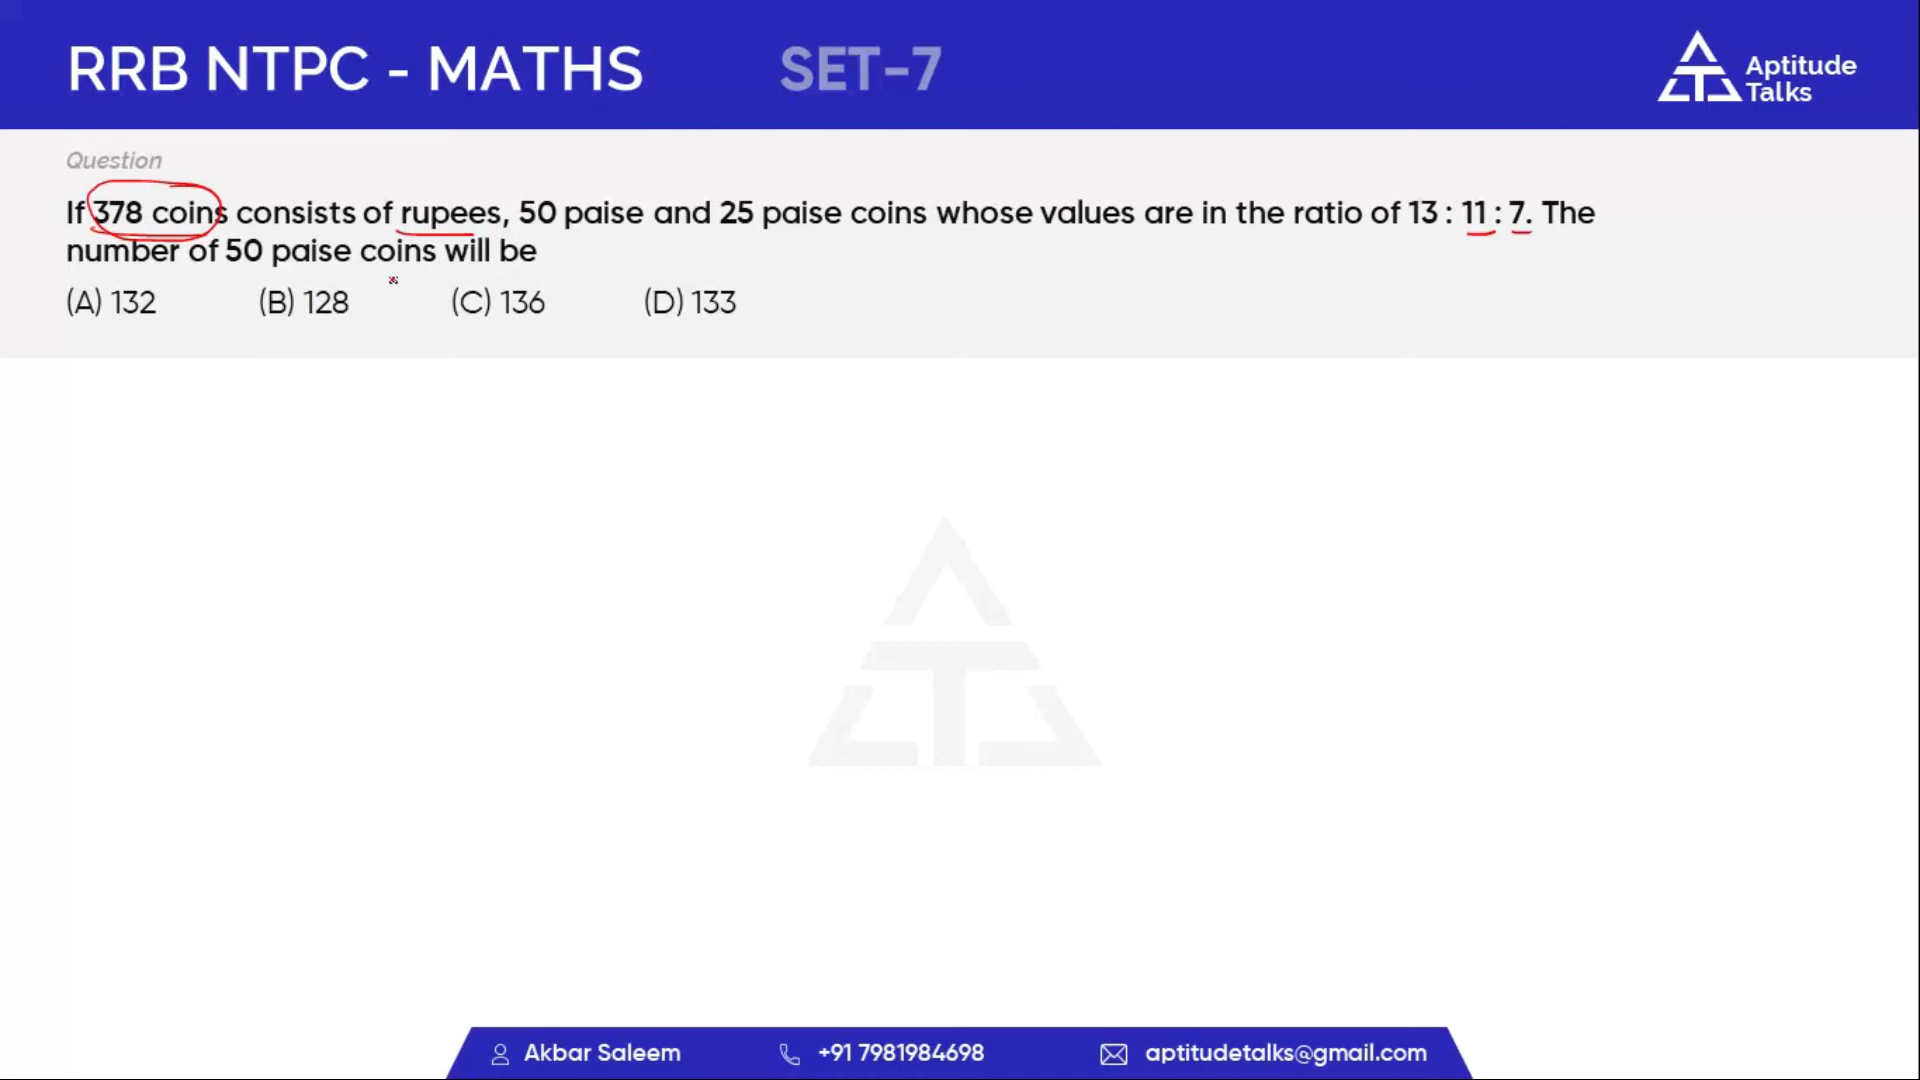 RRB NTPC - MATHS SET-7
Aptitude
Talks
Question
If 378 coins consists of rupees, 50 paise and 25 paise coins whose values are in the ratio of 13 : 11 : 7. The
number of 50 paise coins will be
(A) 132 (B) 128 (C) 136 (D) 133
Akbar Saleem +91 7981984698 aptitudetalks@gmail.com